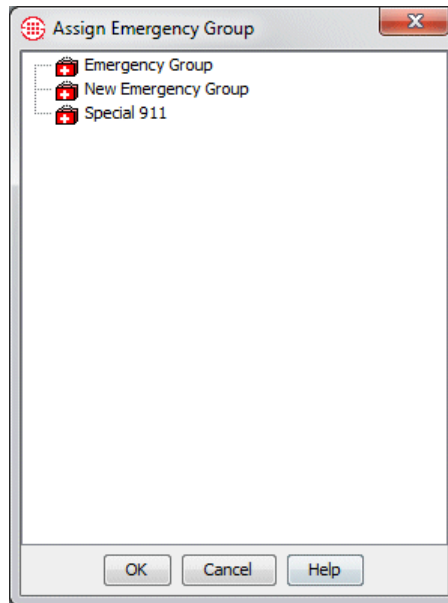 Assign Emergency Group
Emergency Group
New Emergency Group
Special 911
OK Cancel Help